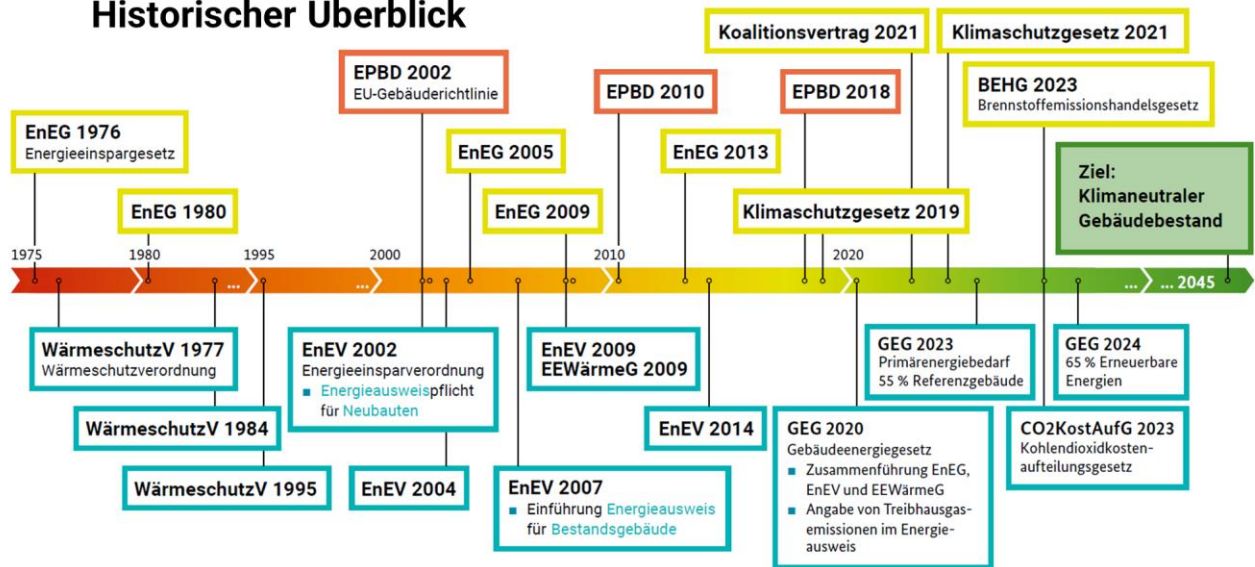 Historischer Überblick
Koalitionsvertrag 2021
Klimaschutzgesetz 2021
EPBD 2002
EU-Gebäuderichtlinie
EPBD 2010
EPBD 2018
BEHG 2023
Brennstoffemissionshandelsgesetz
EnEG 1976
Energieeinspargesetz
EnEG 2005
EnEG 2013
Ziel:
Klimaneutraler
Gebäudebestand
EnEG 1980
EnEG 2009
Klimaschutzgesetz 2019
1975
1980
1995
2000
2010
2020
...
...
...
... 2045
WärmeschutzV 1977
Wärmeschutzverordnung
EnEV 2002
Energieeinsparverordnung
■ Energieausweispflicht
für Neubauten
EnEV 2009
EEWärmeG 2009
GEG 2023
Primärenergiebedarf
55 % Referenzgebäude
GEG 2024
65 % Erneuerbare
Energien
WärmeschutzV 1984
EnEV 2014
GEG 2020
Gebäudeenergiegesetz
■ Zusammenführung EnEG,
EnEV und EEWärmeG
■ Angabe von Treibhausgas-
emissionen im Energie-
ausweis
CO2KostAufG 2023
Kohlendioxidkosten-
aufteilungsgesetz
WärmeschutzV 1995
EnEV 2004
EnEV 2007
■ Einführung Energieausweis
für Bestandsgebäude